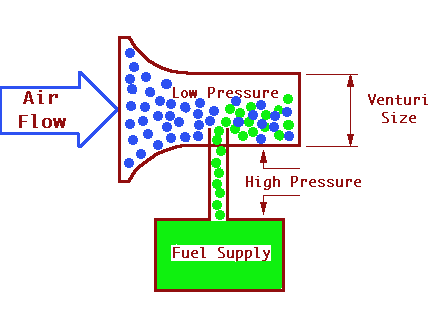 Low Pressure
Air
Flow
Venturi
Size
High Pressure
Fuel Supply